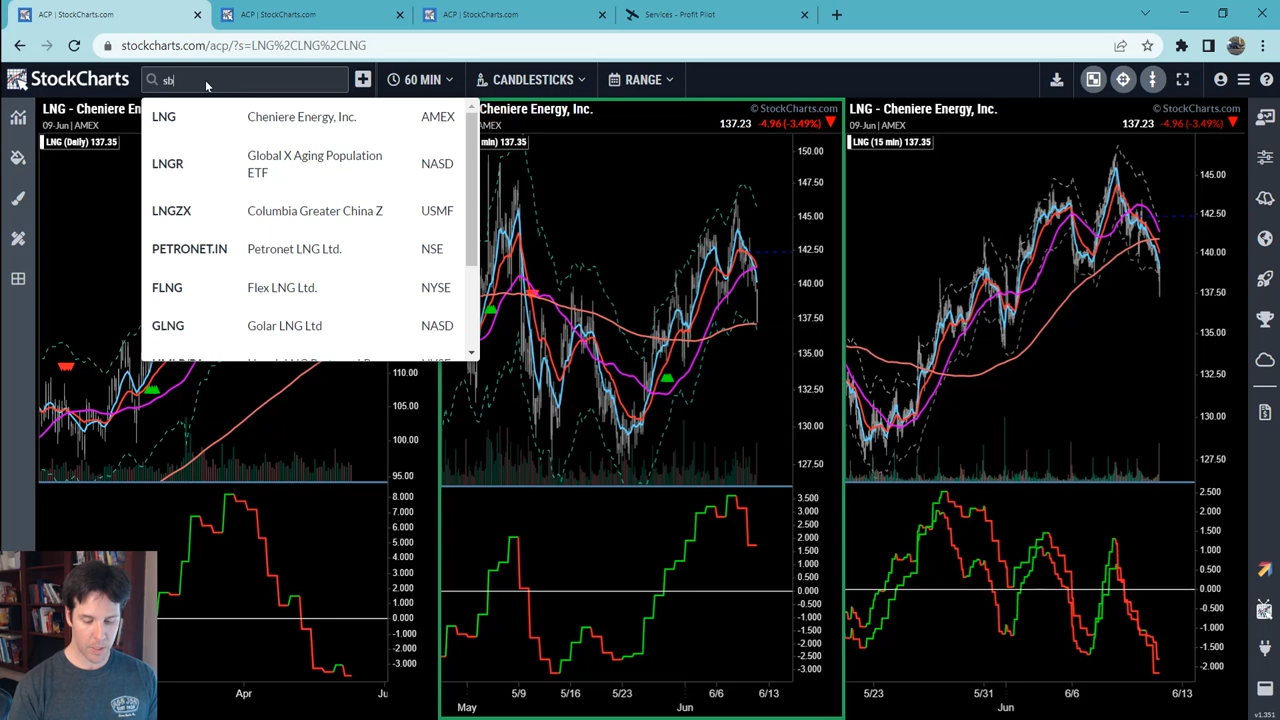 ACP | StockCharts.com
ACP | StockCharts.com
ACP | StockCharts.com
Services - Profit Pilot
stockcharts.com/acp/?s=LNG%2CLNG%2CLNG
StockCharts
sb
60 MIN
CANDLESTICKS
RANGE
LNG - Cheniere En
09-Jun | AMEX
LNG (Daily) 137.35
LNG Cheniere Energy, Inc. AMEX
LNGR Global X Aging Population ETF NASD
LNGZX Columbia Greater China Z USMF
PETRONET.IN Petronet LNG Ltd. NSE
FLNG Flex LNG Ltd. NYSE
GLNG Golar LNG Ltd NASD
110.00
105.00
100.00
95.00
8.000
7.000
6.000
5.000
4.000
3.000
2.000
1.000
0.000
-1.000
-2.000
-3.000
Apr
Ju
Cheniere Energy, Inc.
© StockCharts.com
AMEX
137.23 -4.96 (-3.49%)
min) 137.35
150.00
147.50
145.00
142.50
140.00
137.50
132.50
130.00
127.50
3.500
3.000
2.500
2.000
1.500
1.000
0.500
0.000
-0.500
-1.000
-1.500
-2.000
-2.500
-3.000
5/9 5/16 5/23 6/6 6/13
May Jun
LNG - Cheniere Energy, Inc.
© StockCharts.com
09-Jun | AMEX
137.23 -4.96 (-3.49%)
LNG (15 min) 137.35
145.00
142.50
140.00
137.50
135.00
132.50
130.00
127.50
2.500
2.000
1.500
1.000
0.500
0.000
-0.500
-1.000
-1.500
-2.000
5/23 5/31 6/6 6/13
Jun
v1.351